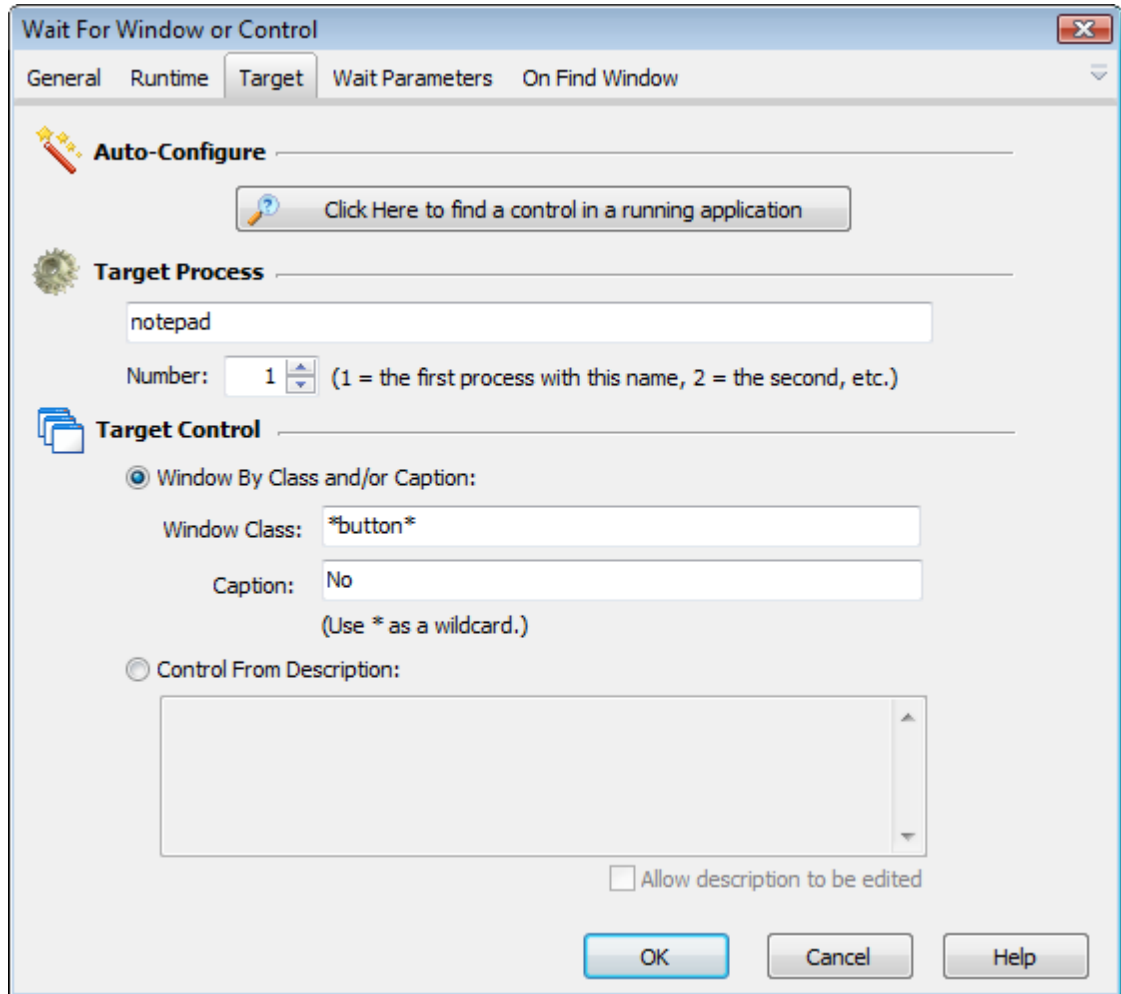 Wait For Window or Control
General Runtime Target Wait Parameters On Find Window
Auto-Configure
Click Here to find a control in a running application
Target Process
notepad
Number: 1 (1 = the first process with this name, 2 = the second, etc.)
Target Control
Window By Class and/or Caption:
Window Class: *button*
Caption: No
(Use * as a wildcard.)
Control From Description:
Allow description to be edited
OK Cancel Help